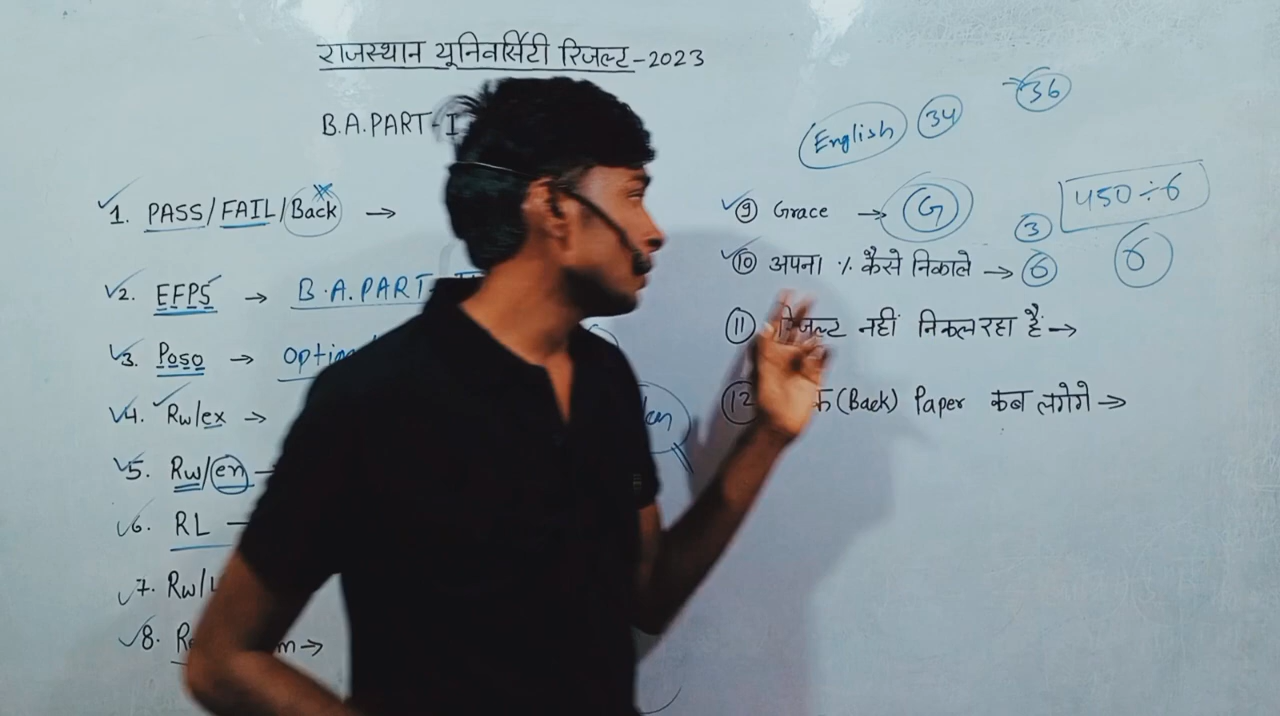 राजस्थान यूनिवर्सिटी रिजल्ट-2023
B.A.PART-I
1. PASS/FAIL/Back →
2. EFPS → B.A.PART-
3. Poso →
4. Rw/ex →
5. Rw/en
6. RL
7. Rw/
8.
English 34
36
9 Grace → G
450÷6
3
10 अपना % कैसे निकाले → 6
6
11 रिजल्ट नहीं निकल रहा है →
12 (Back) Paper कब लगेगे →